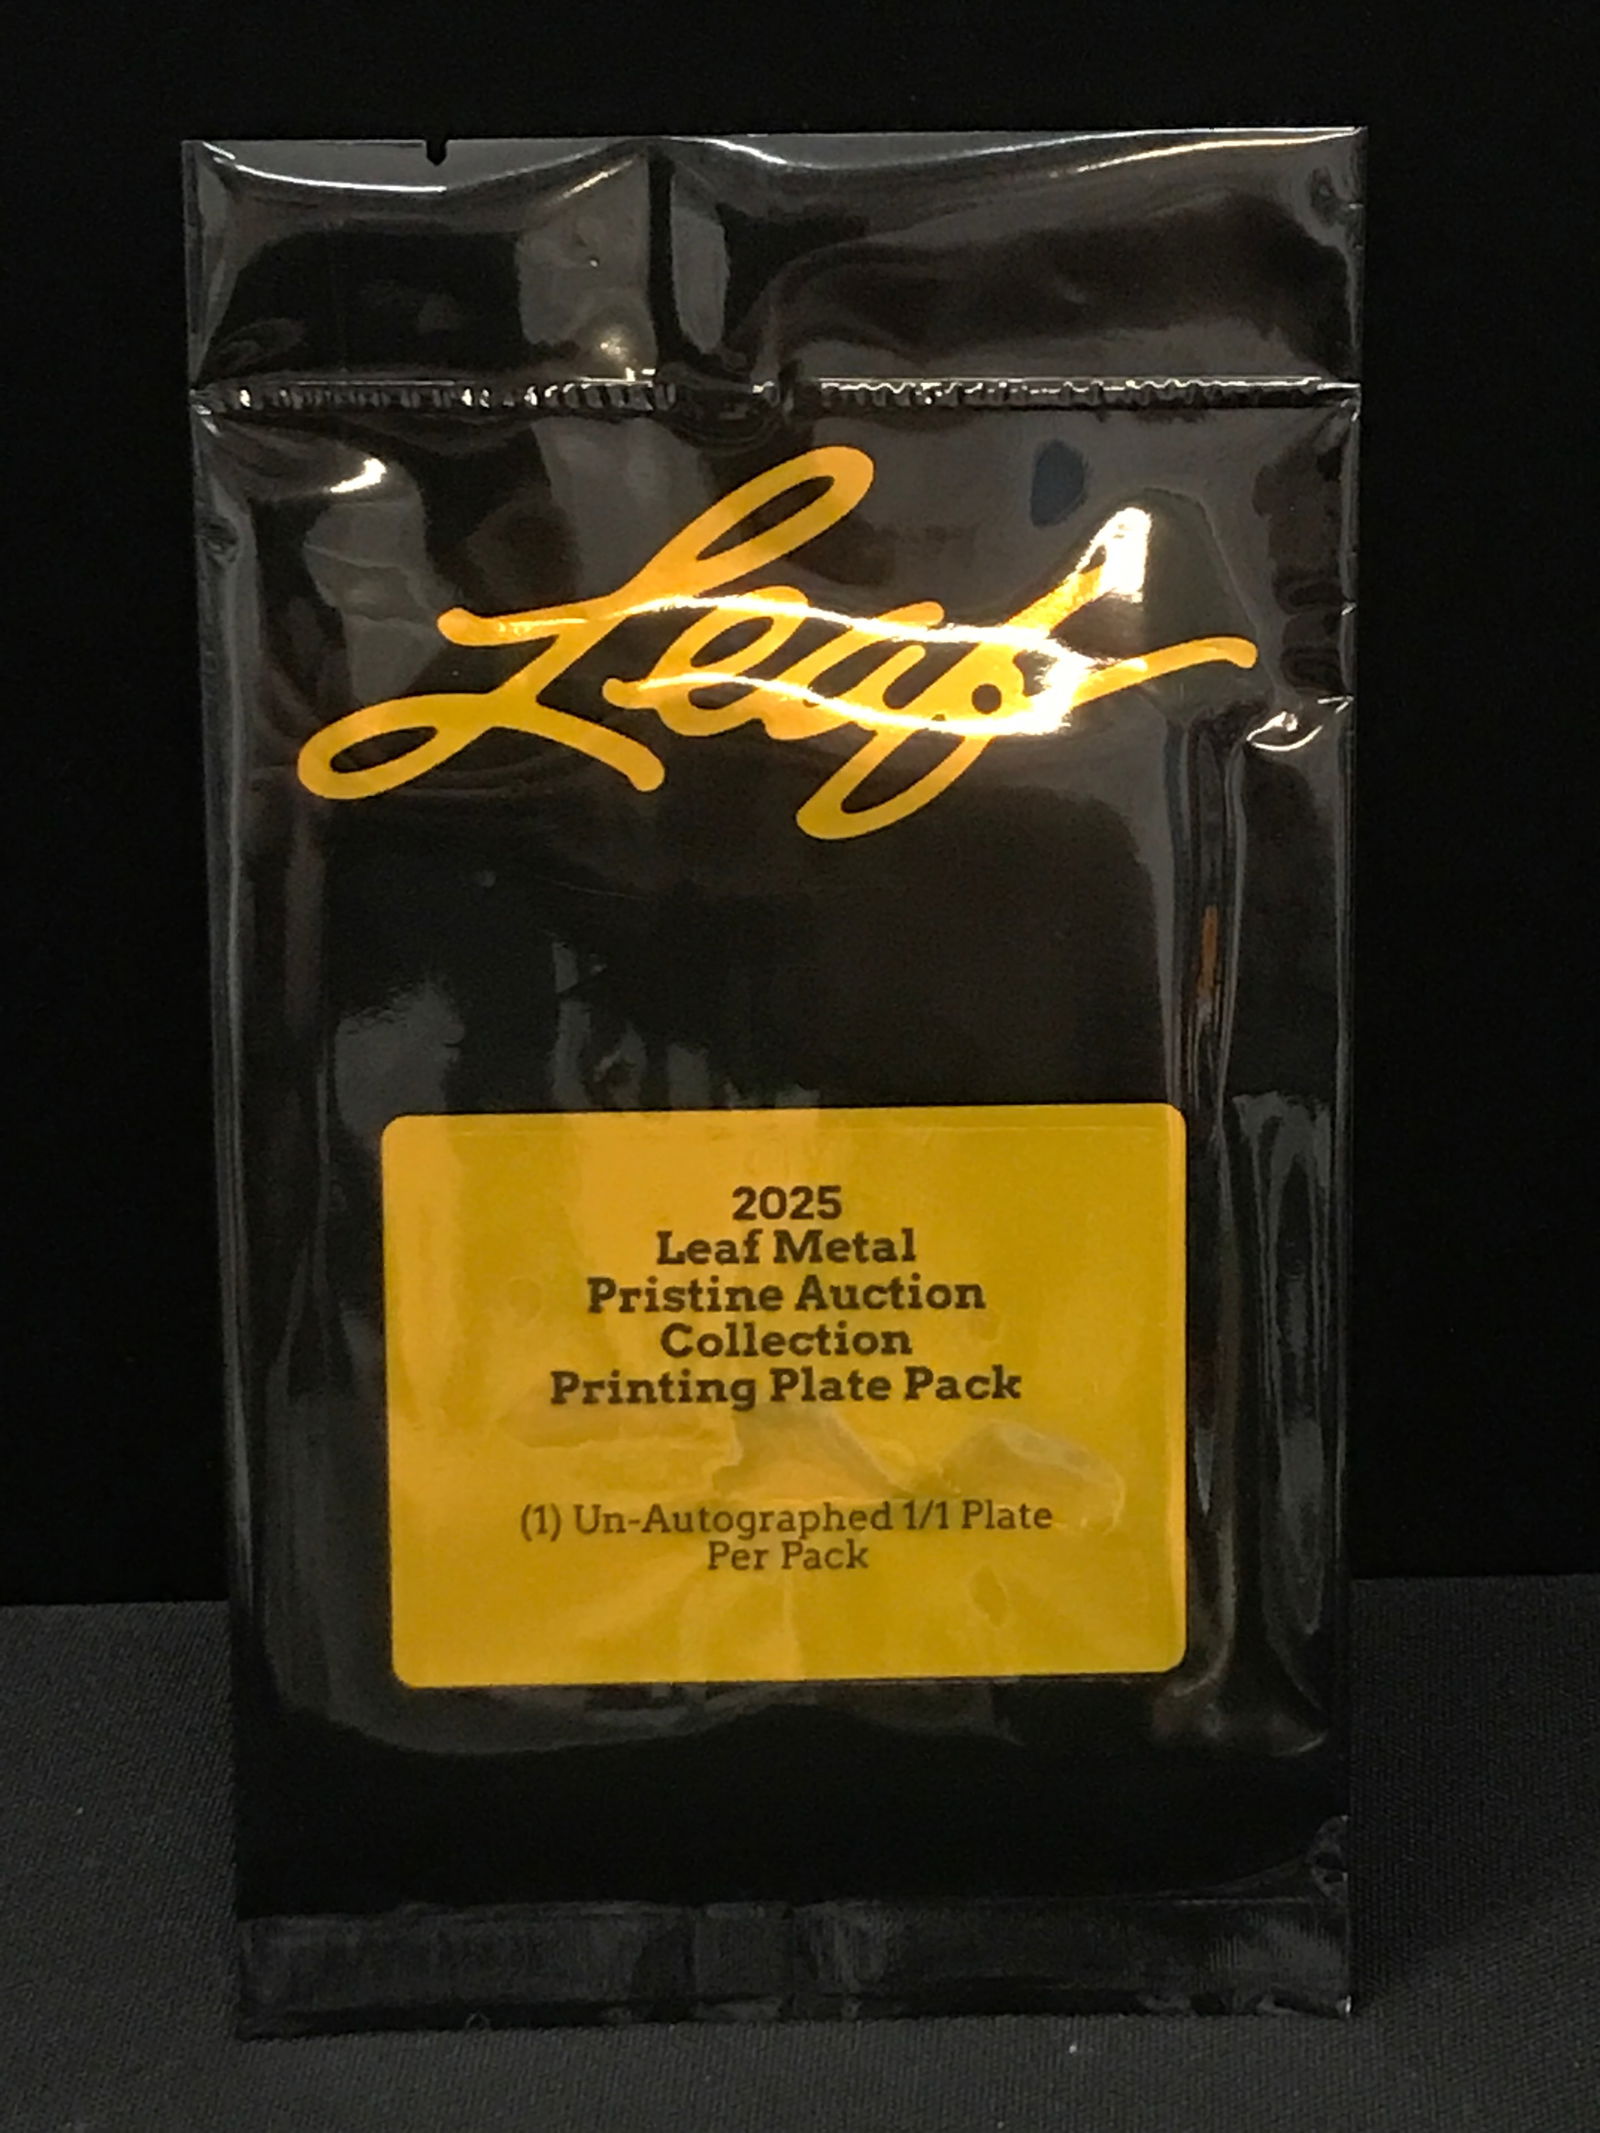 Leaf
2025
Leaf Metal
Pristine Auction
Collection
Printing Plate Pack
(1) Un-Autographed 1/1 Plate
Per Pack